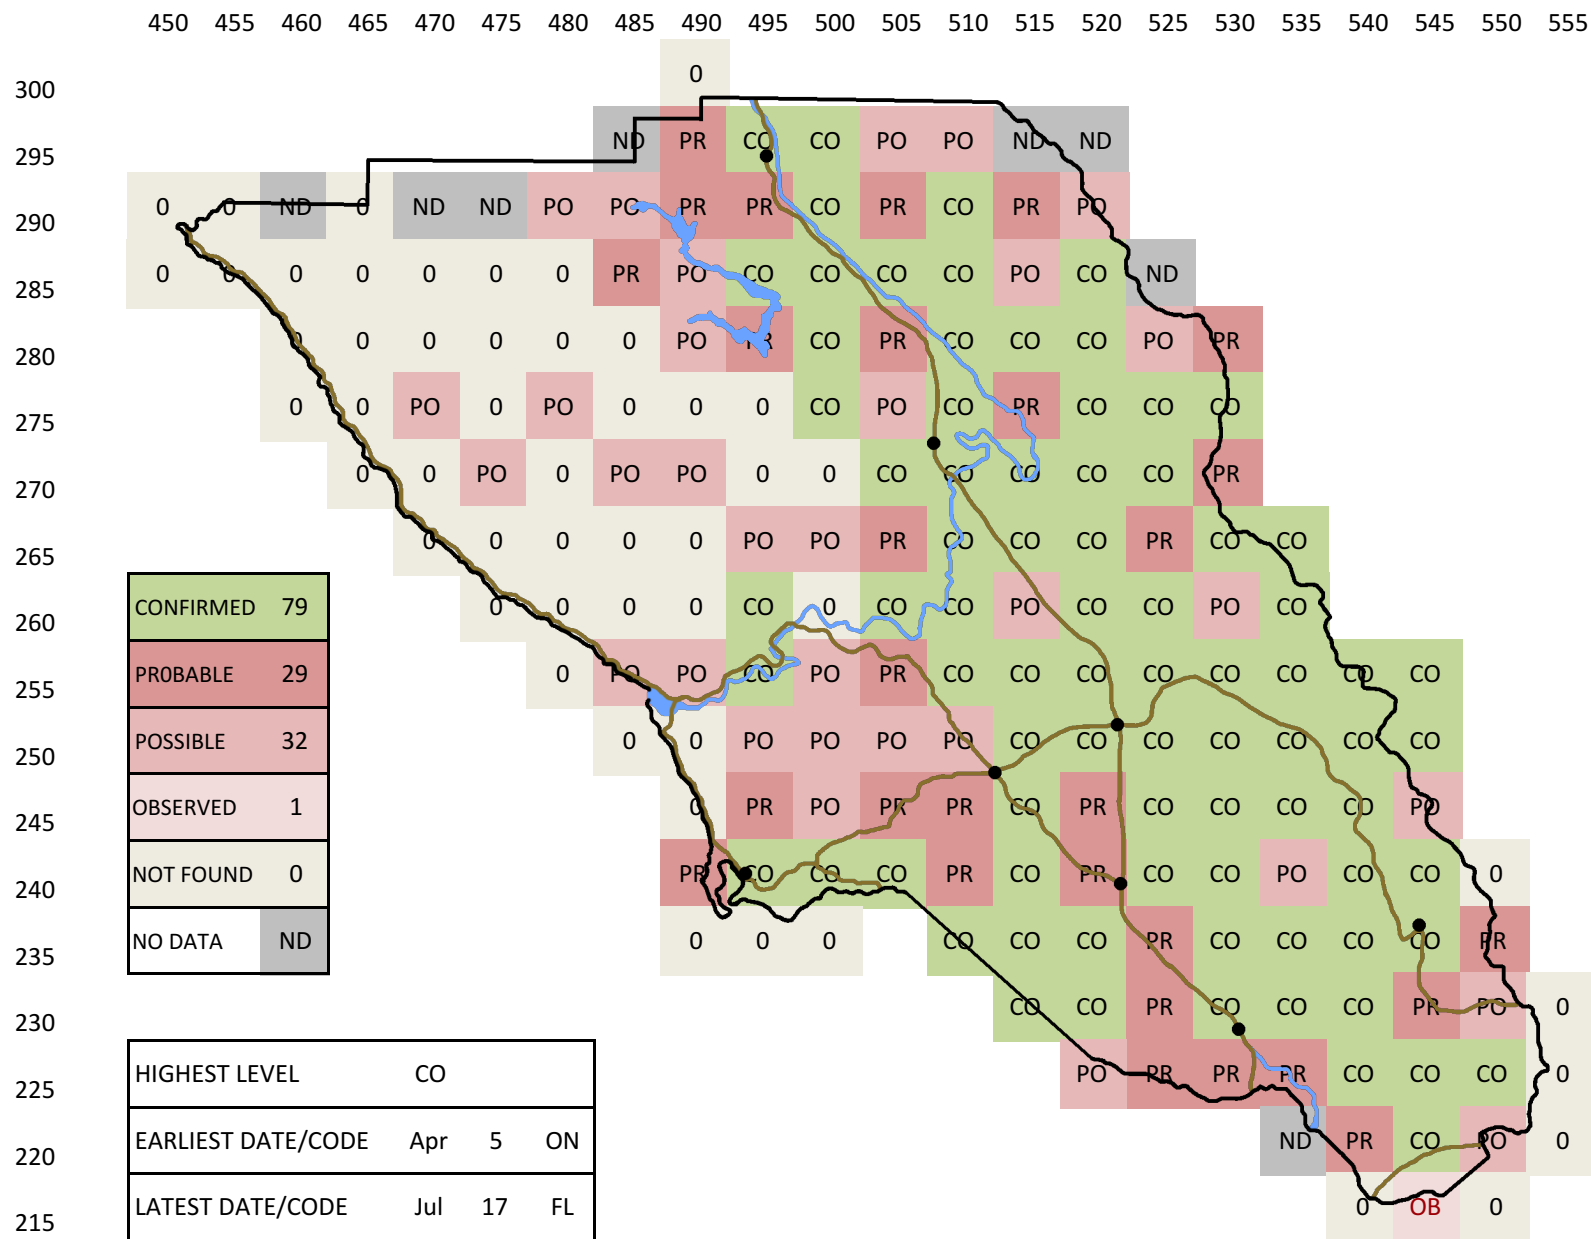 450 455 460 465 470 475 480 485 490 495 500 505 510 515 520 525 530 535 540 545 550 555
0
300
ND PR CO CO PO PO ND ND
295
0 0 ND 0 ND ND PO PO PR PR CO PR CO PR PO
290
0 0 0 0 0 0 0 PR PO CO CO CO CO PO CO ND
285
0 0 0 0 0 0 PO PR CO PR CO CO CO PO PR
280
0 0 PO 0 PO 0 0 0 CO PO CO PR CO CO CO
275
0 0 PO 0 PO PO 0 0 CO CO CO CO CO PR
270
0 0 0 0 0 PO PO PR CO CO CO PR CO CO
265
0 0 0 0 CO 0 CO CO PO CO CO PO CO
260
CONFIRMED 79
0 PO PO CO PO PR CO CO CO CO CO CO CO CO
255
PR0BABLE 29
0 0 PO PO PO PO CO CO CO CO CO CO CO
250
POSSIBLE 32
0 PR PO PR PR CO PR CO CO CO CO PO
245
OBSERVED 1
PR CO CO CO PR CO PR CO CO PO CO CO 0
240
NOT FOUND 0
0 0 0 CO CO CO PR CO CO CO CO PR
235
NO DATA ND
CO CO PR CO CO CO PR PO 0
230
PO PR PR PR CO CO CO 0
225
HIGHEST LEVEL CO
ND PR CO PO 0
220
EARLIEST DATE/CODE Apr 5 ON
0 OB 0
215
LATEST DATE/CODE Jul 17 FL